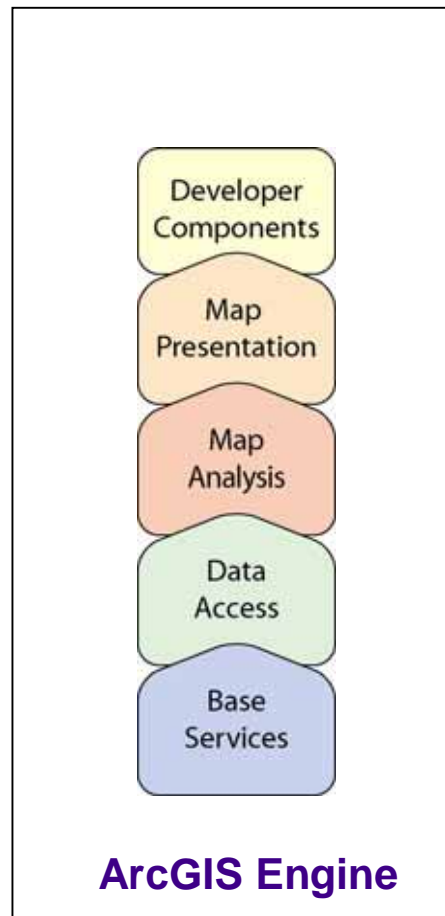 Developer
Components
Map
Presentation
Map
Analysis
Data
Access
Base
Services
ArcGIS Engine